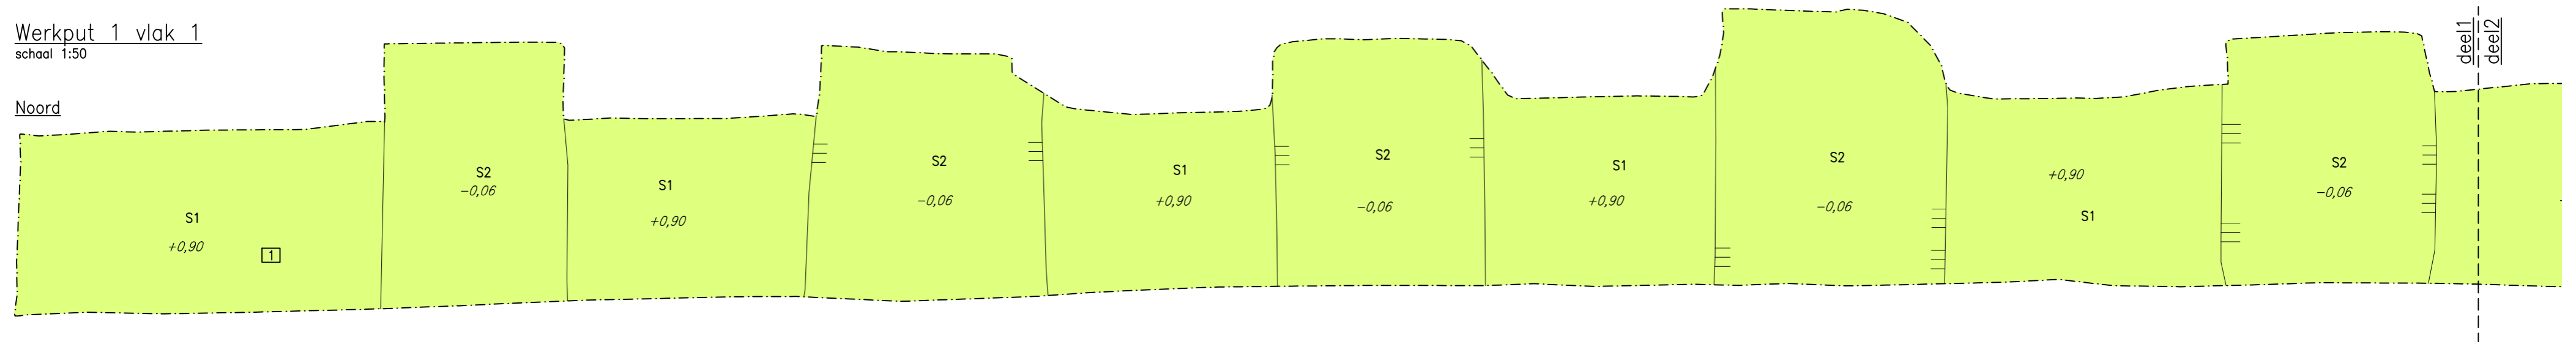 Werkput 1 vlak 1
schaal 1:50
Noord
deel1
deel2
S1
+0,90
1
S2
−0,06
S1
+0,90
S2
−0,06
S1
+0,90
S2
−0,06
S1
+0,90
S2
−0,06
+0,90
S1
S2
−0,06